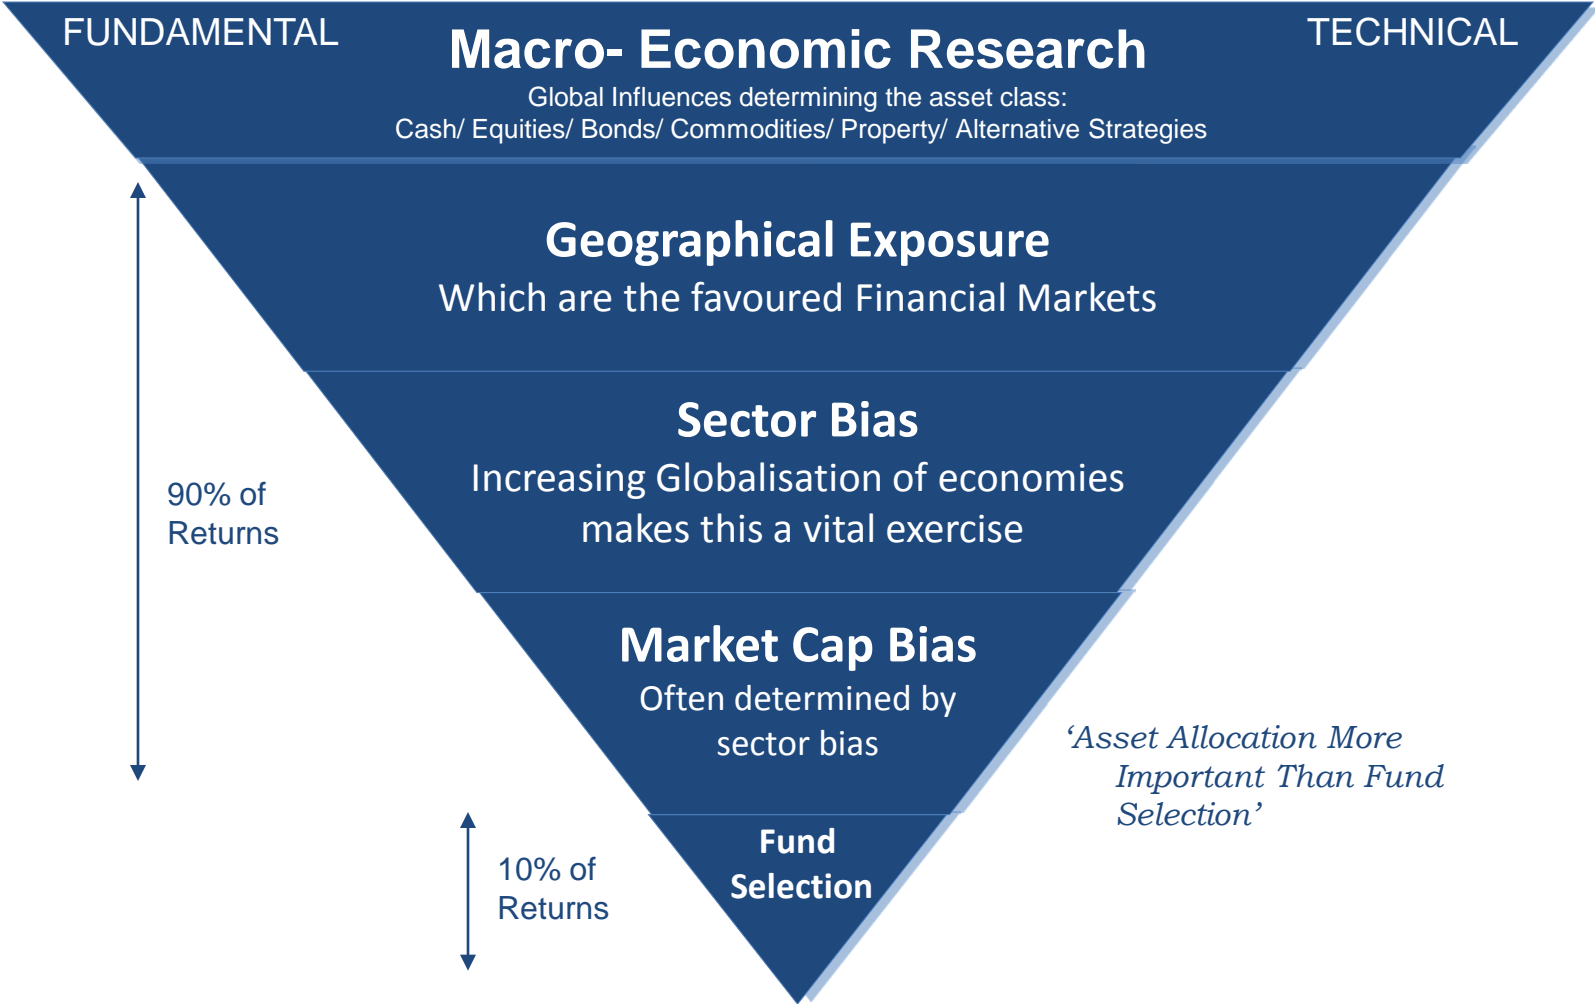 FUNDAMENTAL
TECHNICAL
Macro- Economic Research
Global Influences determining the asset class:
Cash/ Equities/ Bonds/ Commodities/ Property/ Alternative Strategies
Geographical Exposure
Which are the favoured Financial Markets
Sector Bias
Increasing Globalisation of economies
makes this a vital exercise
90% of
Returns
Market Cap Bias
Often determined by
sector bias
‘Asset Allocation More
Important Than Fund
Selection’
Fund
Selection
10% of
Returns